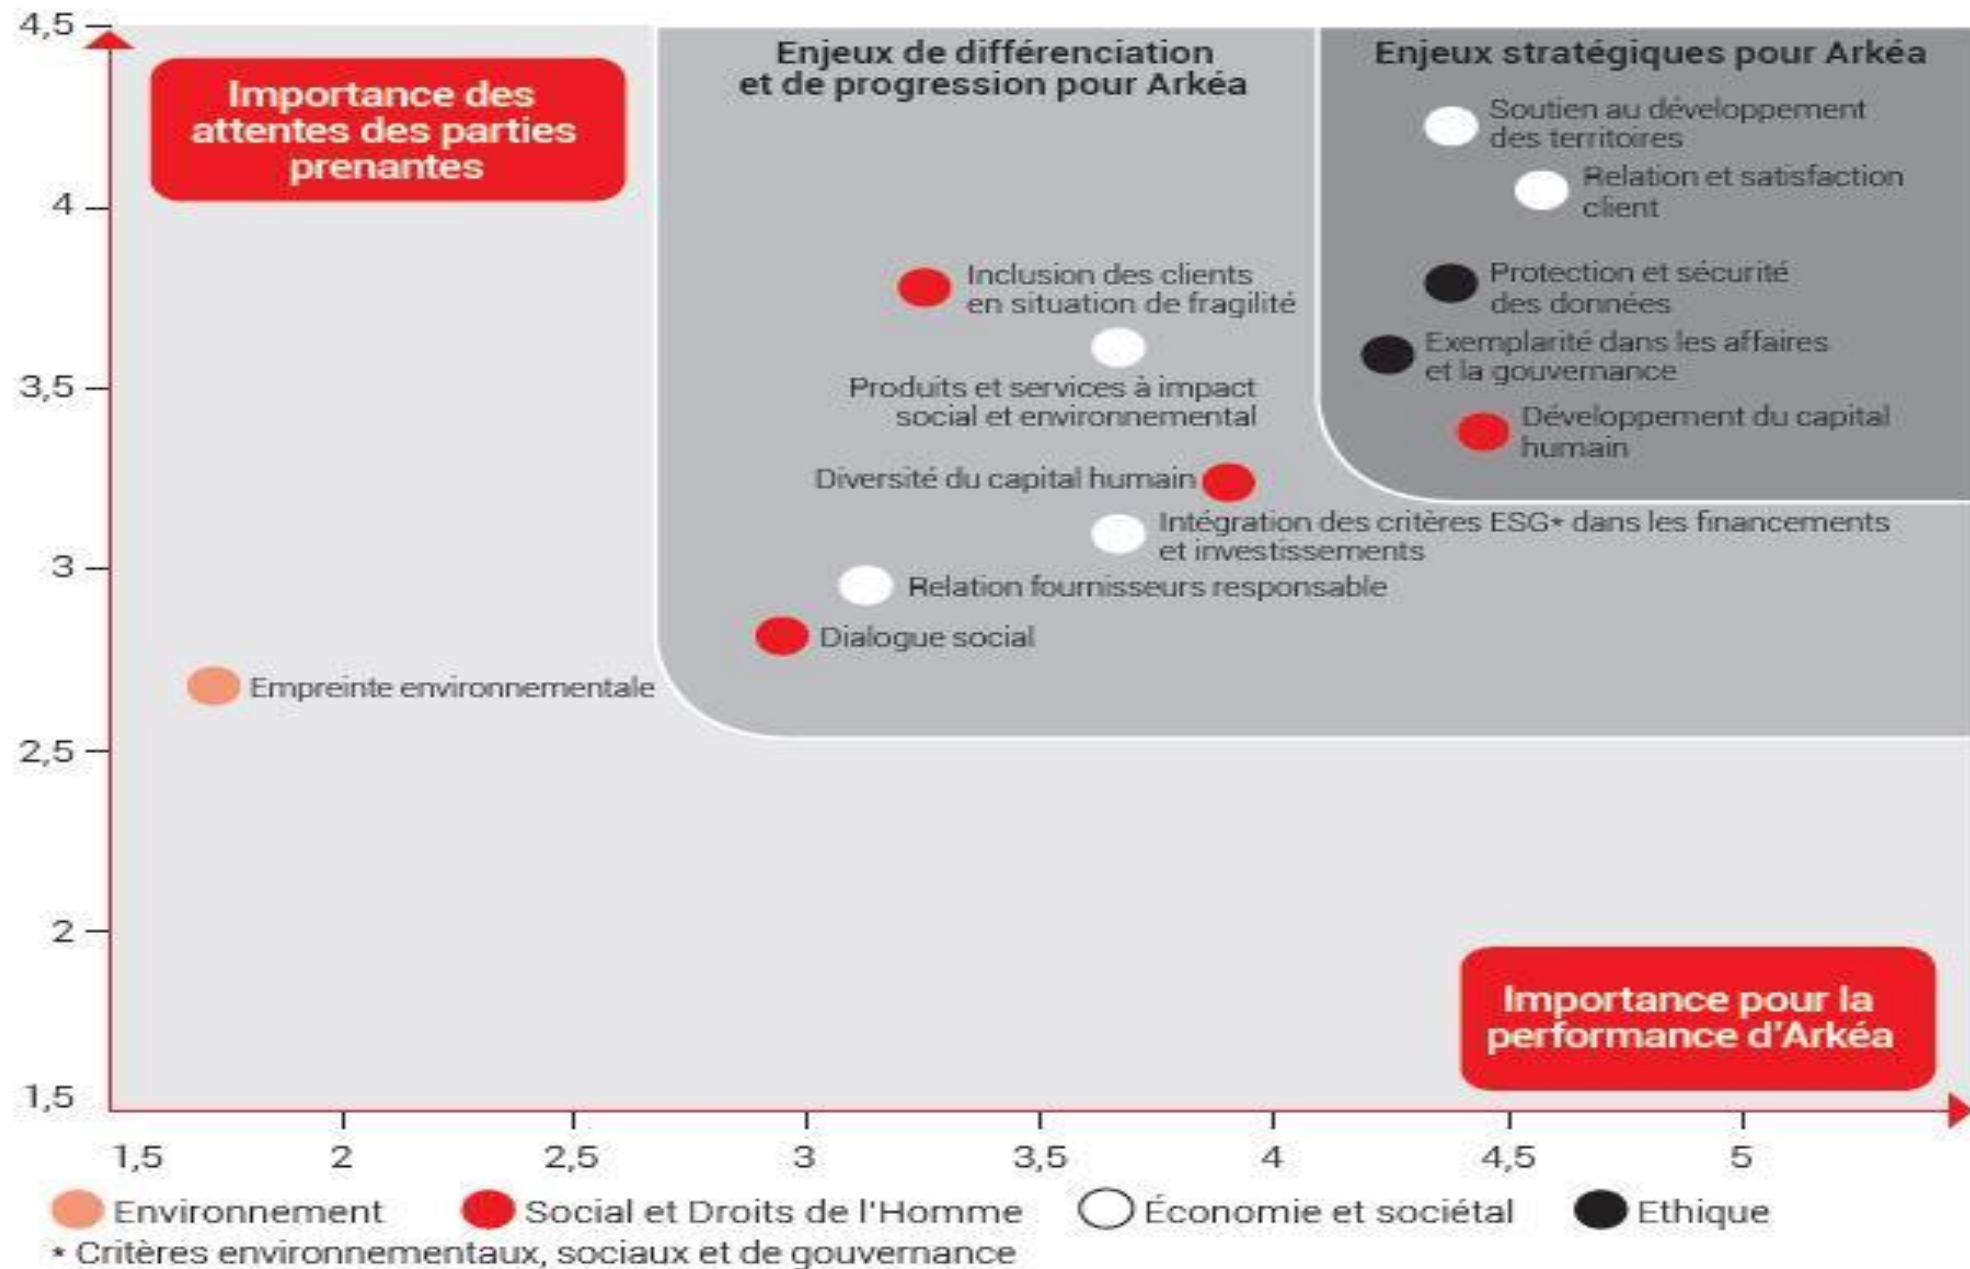 4,5
Importance des
attentes des parties
prenantes
Enjeux de différenciation
et de progression pour Arkéa
Enjeux stratégiques pour Arkéa
Soutien au développement
des territoires
4
Relation et satisfaction
client
Inclusion des clients
en situation de fragilité
Protection et sécurité
des données
Exemplarité dans les affaires
et la gouvernance
3,5
Produits et services à impact
social et environnemental
Développement du capital
humain
Diversité du capital humain
Intégration des critères ESG* dans les financements
et investissements
3
Relation fournisseurs responsable
Dialogue social
Empreinte environnementale
2,5
2
Importance pour la
performance d'Arkéa
1,5
1,5 2 2,5 3 3,5 4 4,5 5
Environnement Social et Droits de l'Homme Économie et sociétal Ethique
* Critères environnementaux, sociaux et de gouvernance